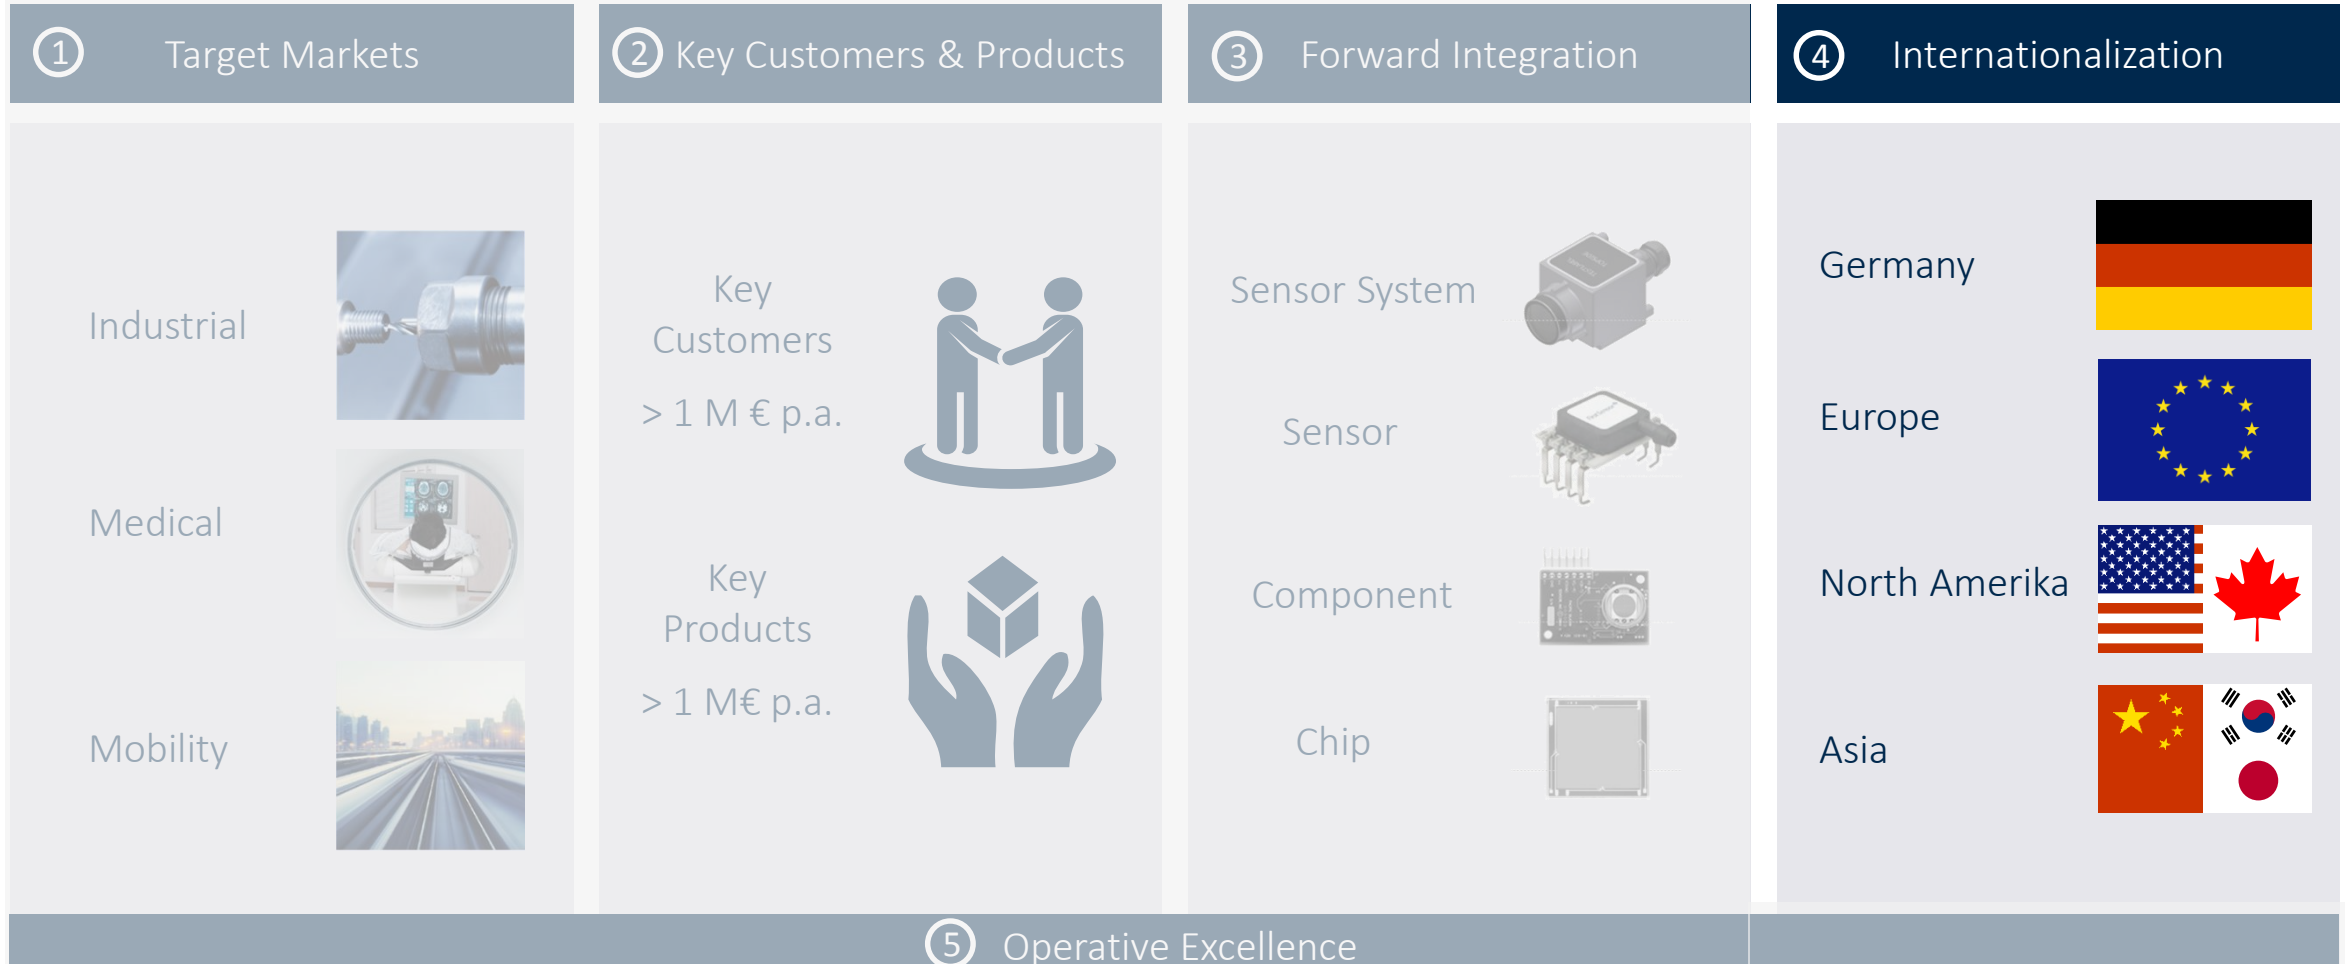 1 Target Markets
Industrial
Medical
Mobility
2 Key Customers & Products
Key
Customers
> 1 M € p.a.
Key
Products
> 1 M€ p.a.
3 Forward Integration
Sensor System
Sensor
Component
Chip
4 Internationalization
Germany
Europe
North Amerika
Asia
5 Operative Excellence